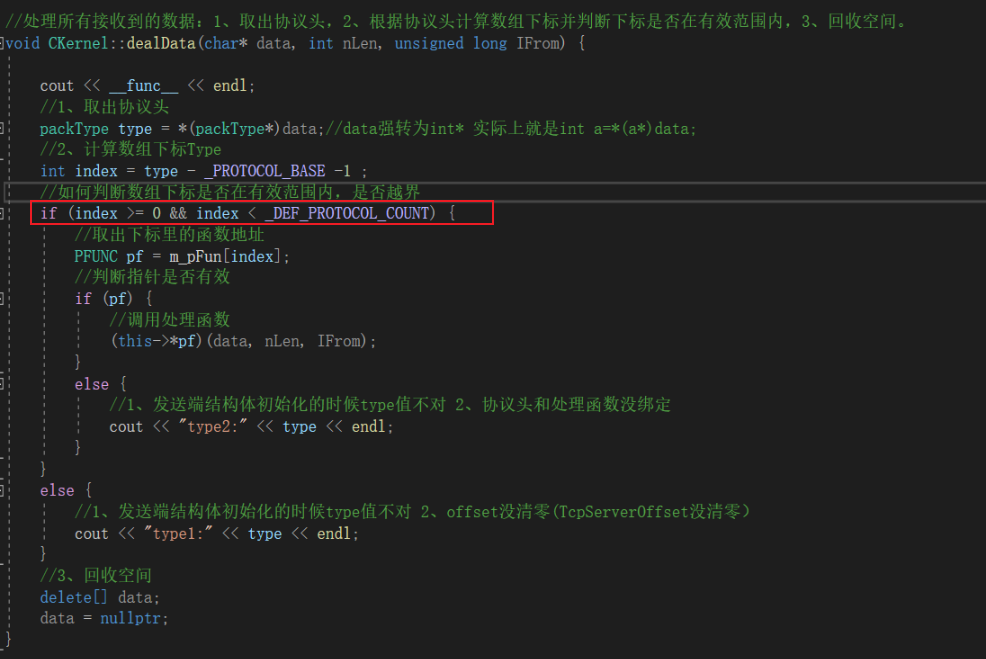 //处理所有接收到的数据：1、取出协议头，2、根据协议头计算数组下标并判断下标是否在有效范围内，3、回收空间。
void CKernel::dealData(char* data, int nLen, unsigned long IFrom) {
cout << __func__ << endl;
//1、取出协议头
packType type = *(packType*)data;//data强转为int* 实际上就是int a=*(a*)data;
//2、计算数组下标Type
int index = type - _PROTOCOL_BASE -1 ;
//如何判断数组下标是否在有效范围内，是否越界
if (index >= 0 && index < _DEF_PROTOCOL_COUNT) {
//取出下标里的函数地址
PFUNC pf = m_pFun[index];
//判断指针是否有效
if (pf) {
//调用处理函数
(this->*pf)(data, nLen, IFrom);
}
else {
//1、发送端结构体初始化的时候type值不对 2、协议头和处理函数没绑定
cout << "type2:" << type << endl;
}
}
else {
//1、发送端结构体初始化的时候type值不对 2、offset没清零(TcpServerOffset没清零）
cout << "type1:" << type << endl;
}
//3、回收空间
delete[] data;
data = nullptr;
}